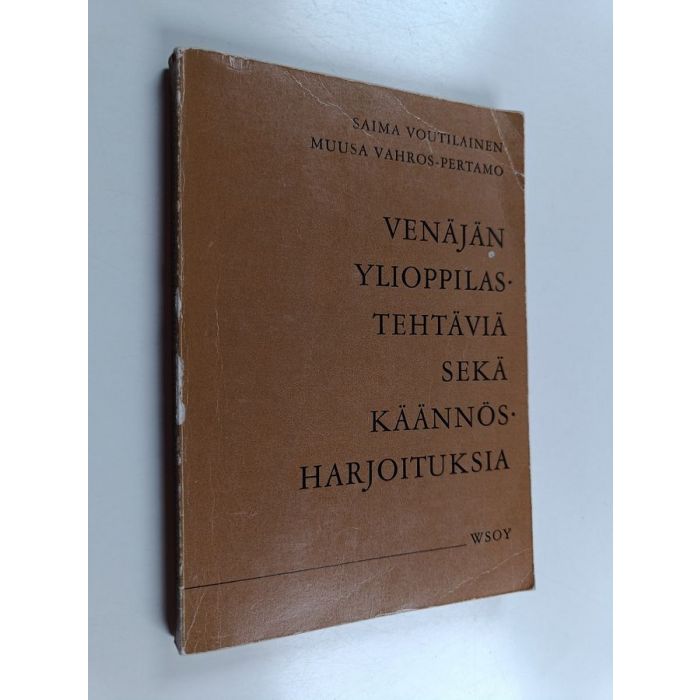 SAIMA VOUTILAINEN
MUUSA VAHROS-PERTAMO
VENÄJÄN
YLIOPPILAS-
TEHTÄVIÄ
SEKÄ
KÄÄNNÖS-
HARJOITUKSIA
WSOY